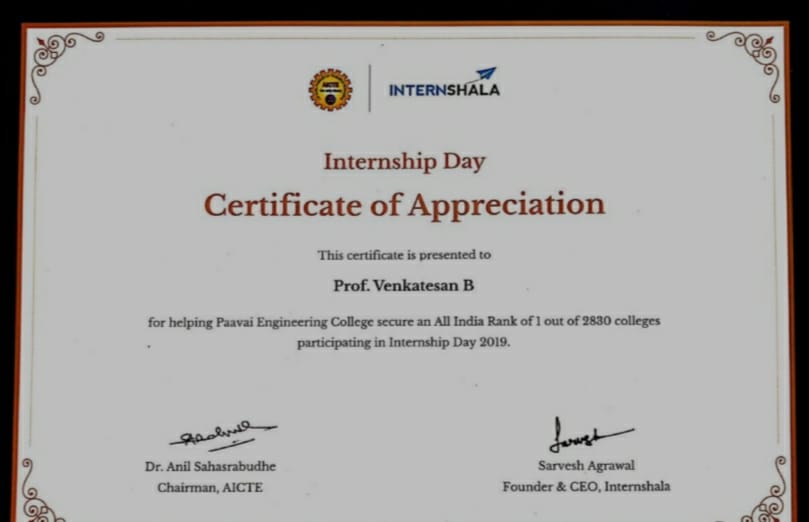 AICTE
INTERNSHALA
Internship Day
Certificate of Appreciation
This certificate is presented to
Prof. Venkatesan B
for helping Paavai Engineering College secure an All India Rank of 1 out of 2830 colleges
participating in Internship Day 2019.
Dr. Anil Sahasrabudhe
Chairman, AICTE
Sarvesh Agrawal
Founder & CEO, Internshala